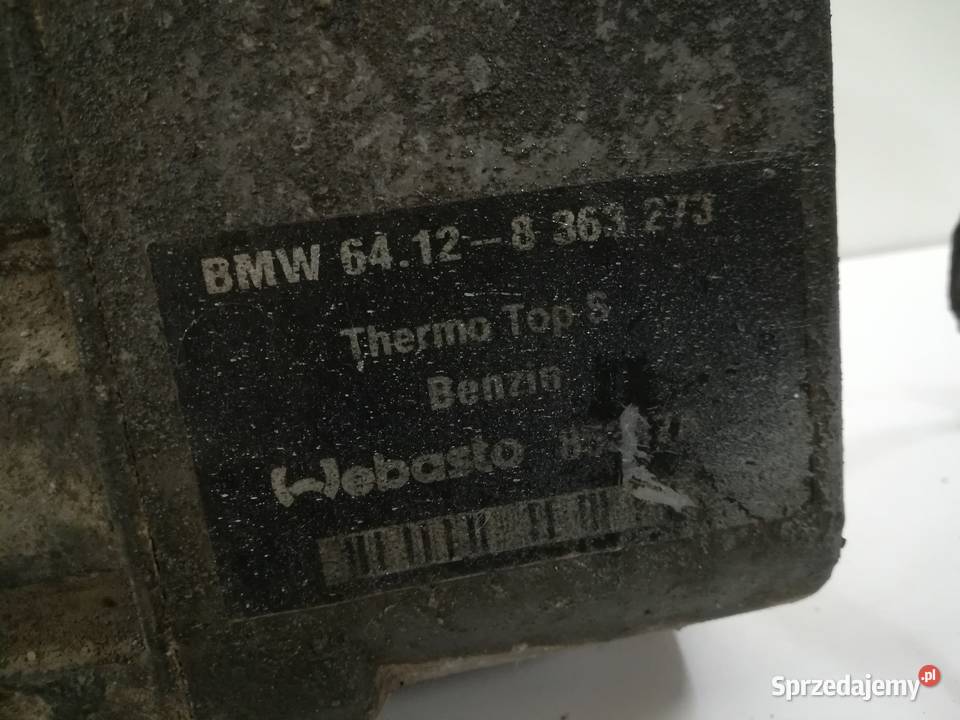 BMW 64.12-8 363 273
Thermo Top S
Benzin
Webasto
Sprzedajemy.pl